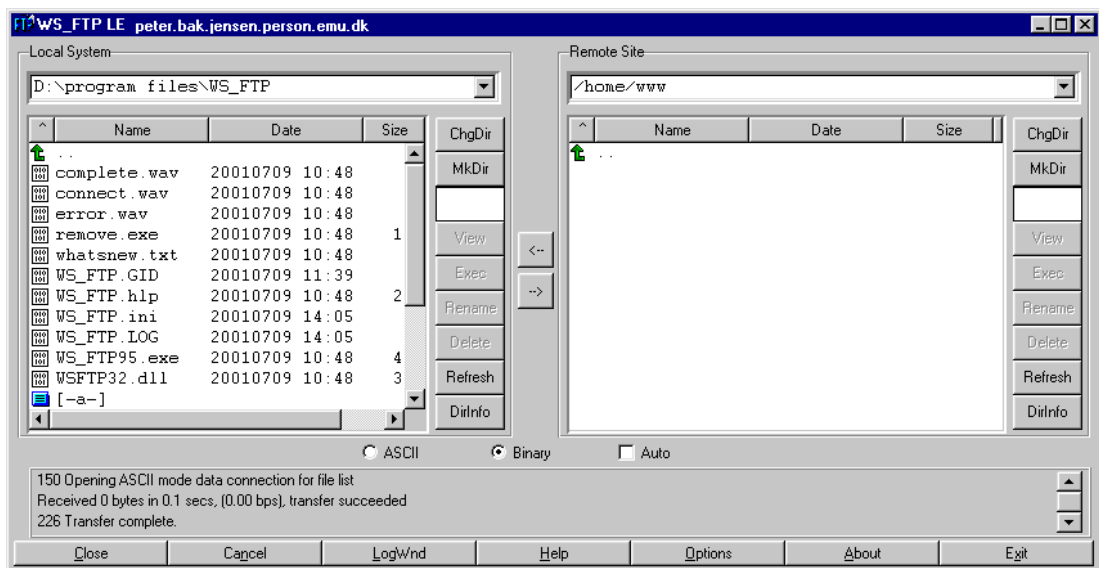 WS_FTP LE peter.bak.jensen.person.emu.dk
Local System
D:\program files\WS_FTP
^ Name Date Size
..
complete.wav 20010709 10:48
connect.wav 20010709 10:48
error.wav 20010709 10:48
remove.exe 20010709 10:48 1
whatsnew.txt 20010709 10:48
WS_FTP.GID 20010709 11:39
WS_FTP.hlp 20010709 10:48 2
WS_FTP.ini 20010709 14:05
WS_FTP.LOG 20010709 14:05
WS_FTP95.exe 20010709 10:48 4
WSFTP32.dll 20010709 10:48 3
[-a-]
ChgDir
MkDir
View
Exec
Rename
Delete
Refresh
DirInfo
<--
-->
Remote Site
/home/www
^ Name Date Size
..
ChgDir
MkDir
View
Exec
Rename
Delete
Refresh
DirInfo
ASCII Binary Auto
150 Opening ASCII mode data connection for file list
Received 0 bytes in 0.1 secs, (0.00 bps), transfer succeeded
226 Transfer complete.
Close Cancel LogWnd Help Options About Exit